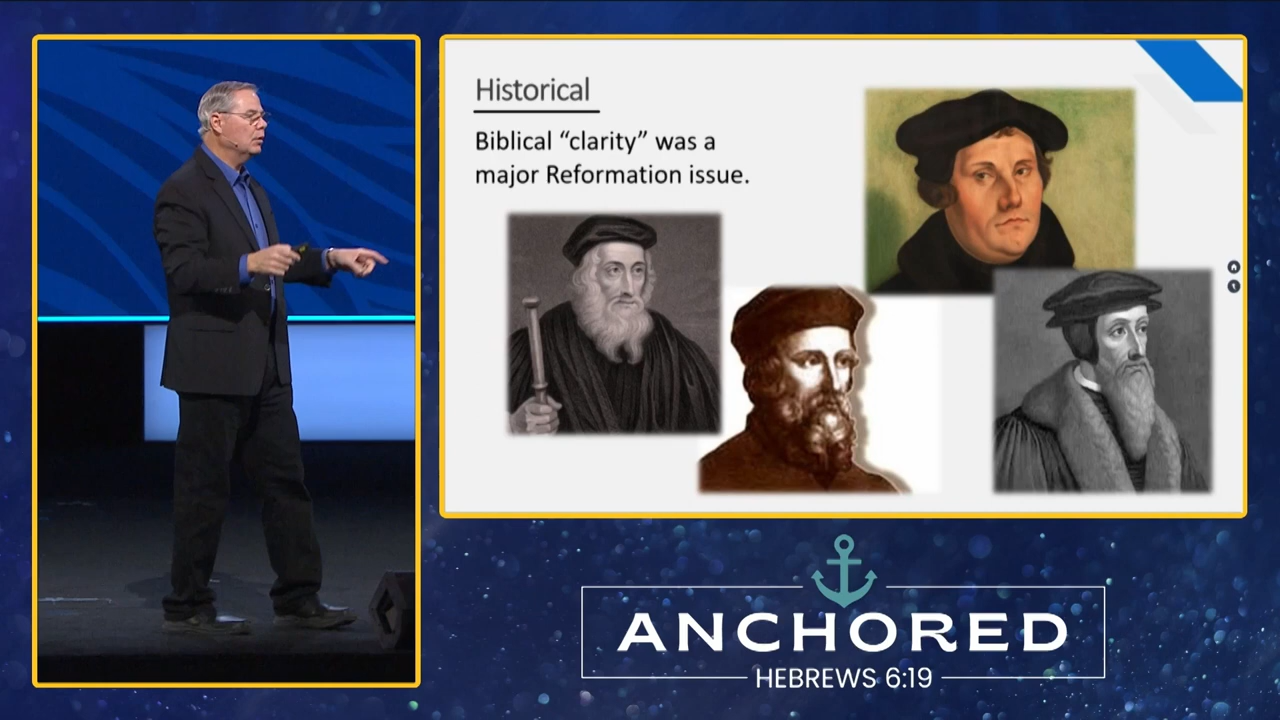 Historical
Biblical “clarity” was a
major Reformation issue.
ANCHORED
HEBREWS 6:19